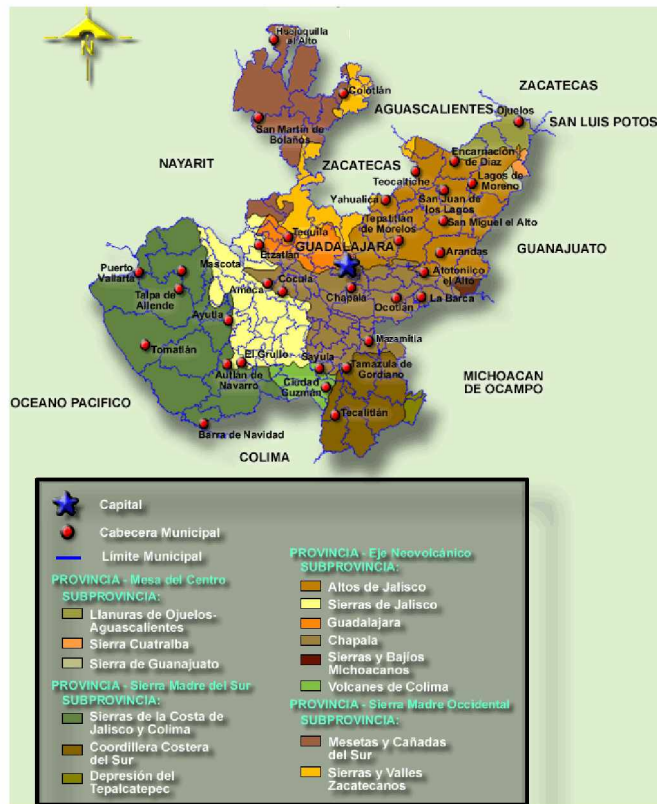 N
Huejuquilla
el Alto
Colotlán
ZACATECAS
AGUASCALIENTES
Ojuelos
SAN LUIS POTOS
San Martín de
Bolaños
Encarnación
de Díaz
NAYARIT
ZACATECAS
Teocaltiche
Lagos de
Moreno
Yahualica
San Juan de
los Lagos
Tepatitlán
de Morelos
San Miguel el Alto
Tequila
GUADALAJARA
GUANAJUATO
Etzatlán
Arandas
Atotonilco
el Alto
Puerto
Vallarta
Mascota
Cocula
Ameca
Chapala
La Barca
Talpa de
Allende
Ocotlán
Ayutla
Mazamitla
Tomatlán
El Grullo
Sayula
Tamazula de
Gordiano
Autlán de
Navarro
Ciudad
Guzmán
MICHOACAN
DE OCAMPO
OCEANO PACIFICO
Tecalitlán
Barra de Navidad
COLIMA
Capital
Cabecera Municipal
Límite Municipal
PROVINCIA - Mesa del Centro
SUBPROVINCIA:
Llanuras de Ojuelos-
Aguascalientes
Sierra Cuatralba
Sierra de Guanajuato
PROVINCIA - Sierra Madre del Sur
SUBPROVINCIA:
Sierras de la Costa de
Jalisco y Colima
Coordillera Costera
del Sur
Depresión del
Tepalcatepec
PROVINCIA - Eje Neovolcánico
SUBPROVINCIA:
Altos de Jalisco
Sierras de Jalisco
Guadalajara
Chapala
Sierras y Bajíos
Michoacanos
Volcanes de Colima
PROVINCIA - Sierra Madre Occidental
SUBPROVINCIA:
Mesetas y Cañadas
del Sur
Sierras y Valles
Zacatecanos